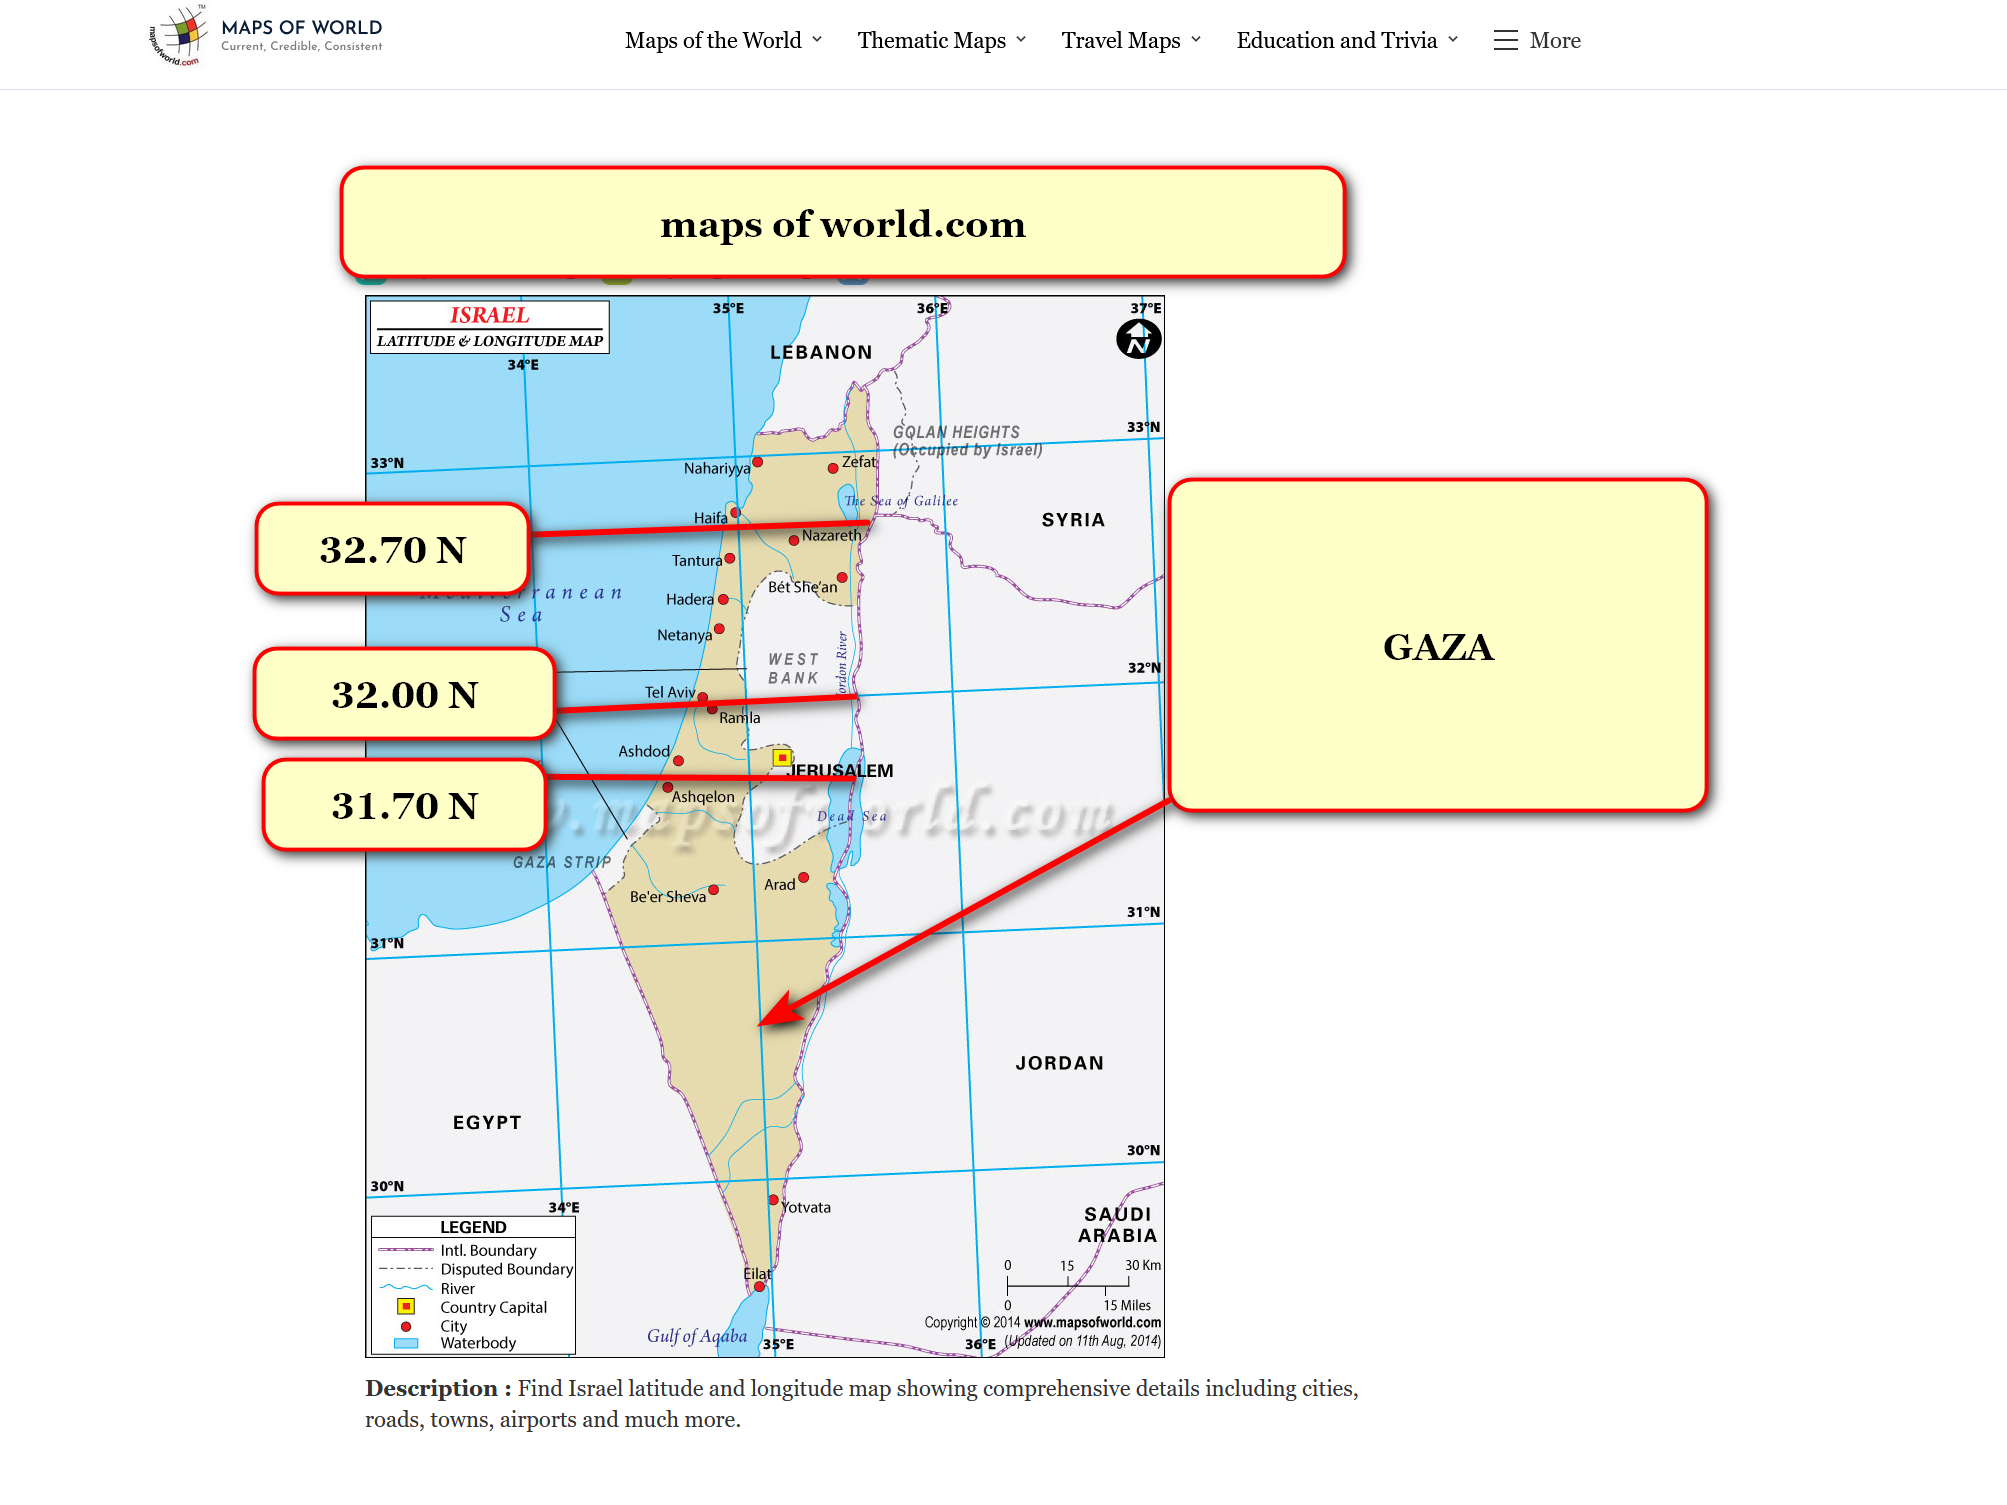 TM
mapsofworld.com
MAPS OF WORLD
Current, Credible, Consistent
Maps of the World
Thematic Maps
Travel Maps
Education and Trivia
More
maps of world.com
ISRAEL
LATITUDE & LONGITUDE MAP
34°E
35°E
36°E
37°E
N
LEBANON
GOLAN HEIGHTS
(Occupied by Israel)
33°N
33°N
Nahariyya
Zefat
The Sea of Galilee
SYRIA
Haifa
32.70 N
Nazareth
Tantura
Bét She'an
Mediterranean
Sea
Hadera
Netanya
GAZA
WEST
BANK
Jordan River
32°N
32.00 N
Tel Aviv
Ramla
Ashdod
JERUSALEM
31.70 N
Ashqelon
w.mapsofworld.com
Dead Sea
GAZA STRIP
Be'er Sheva
Arad
31°N
31°N
JORDAN
EGYPT
30°N
30°N
34°E
Yotvata
SAUDI
ARABIA
LEGEND
Intl. Boundary
Disputed Boundary
River
Country Capital
City
Waterbody
0 15 30 Km
0 15 Miles
Eilat
Gulf of Aqaba
35°E
36°E
Copyright © 2014 www.mapsofworld.com
(Updated on 11th Aug, 2014)
Description : Find Israel latitude and longitude map showing comprehensive details including cities,
roads, towns, airports and much more.